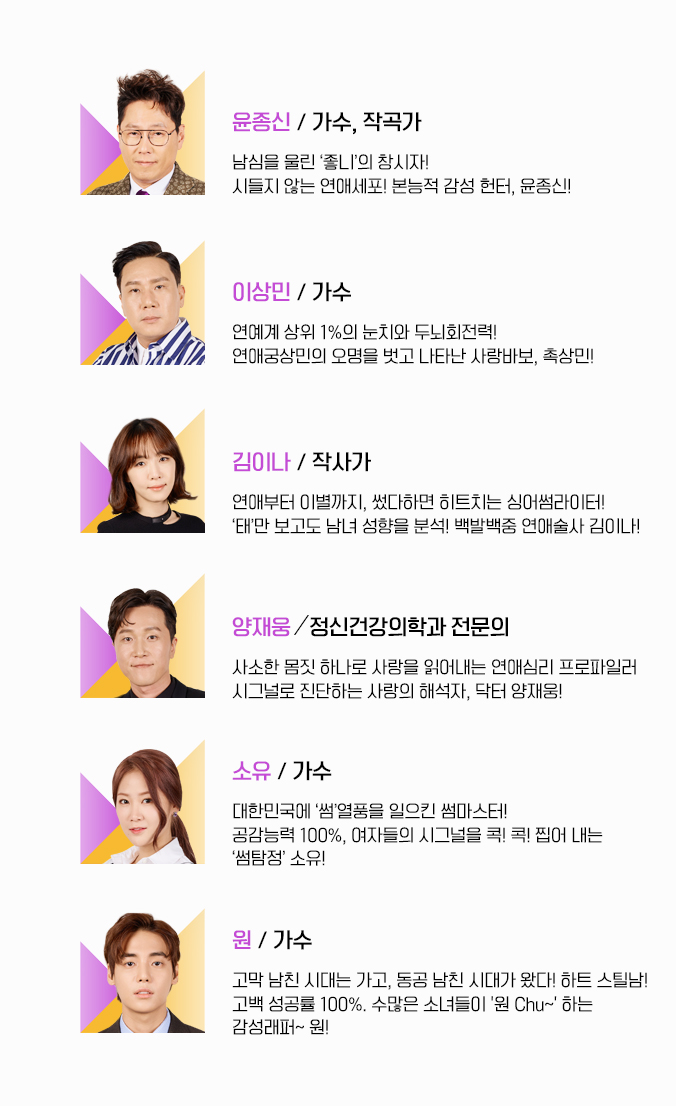 윤종신 / 가수, 작곡가
남심을 울린 ‘좋니’의 창시자!
시들지 않는 연애세포! 본능적 감성 헌터, 윤종신!
이상민 / 가수
연예계 상위 1%의 눈치와 두뇌회전력!
연애궁상민의 오명을 벗고 나타난 사랑바보, 촉상민!
김이나 / 작사가
연애부터 이별까지, 썼다하면 히트치는 싱어썸라이터!
‘태’만 보고도 남녀 성향을 분석! 백발백중 연애술사 김이나!
양재웅/정신건강의학과 전문의
사소한 몸짓 하나로 사랑을 읽어내는 연애심리 프로파일러
시그널로 진단하는 사랑의 해석자, 닥터 양재웅!
소유 / 가수
대한민국에 ‘썸’열풍을 일으킨 썸마스터!
공감능력 100%, 여자들의 시그널을 콕! 콕! 찝어 내는
‘썸탐정’ 소유!
원 / 가수
고막 남친 시대는 가고, 동공 남친 시대가 왔다! 하트 스틸남!
고백 성공률 100%. 수많은 소녀들이 '원 Chu~' 하는
감성래퍼~ 원!